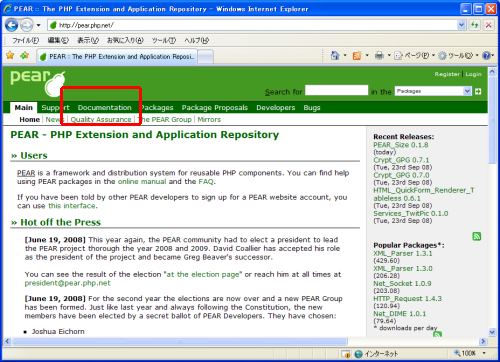 PEAR :: The PHP Extension and Application Repository - Windows Internet Explorer
http://pear.php.net/
ファイル(F) 編集(E) 表示(V) お気に入り(A) ツール(T) ヘルプ(H)
PEAR :: The PHP Extension and Application Reposi...
ページ(P) ツール(O)
pear
Register | Login
Search for in the Packages
Main Support Documentation Packages Package Proposals Developers Bugs
Home | News | Quality Assurance | The PEAR Group | Mirrors
PEAR - PHP Extension and Application Repository
» Users
PEAR is a framework and distribution system for reusable PHP components. You can find help
using PEAR packages in the online manual and the FAQ.
If you have been told by other PEAR developers to sign up for a PEAR website account, you
can use this interface.
» Hot off the Press
[June 19, 2008] This year again, the PEAR community had to elect a president to lead
the PEAR project thorough the year 2008 and 2009. David Coallier has accepted his role
as the president of the project and became Greg Beaver's successor.
You can see the result of the election "at the election page" or reach him at all times at
president@pear.php.net
[June 19, 2008] For the second year the elections are now over and a new PEAR Group
has been formed. Just like last year and always following the Constitution, the new
members have been elected by a secret ballot of PEAR Developers. They have chosen:
• Joshua Eichorn
Recent Releases:
PEAR_Size 0.1.8
(today)
Crypt_GPG 0.7.1
(Tue, 23rd Sep 08)
Crypt_GPG 0.7.0
(Tue, 23rd Sep 08)
HTML_QuickForm_Renderer_T
ableless 0.6.1
(Tue, 23rd Sep 08)
Services_TwitPic 0.1.0
(Tue, 23rd Sep 08)
Popular Packages*:
XML_Parser 1.3.1
(429.60)
XML_Parser 1.3.0
(206.28)
Net_Socket 1.0.9
(203.08)
HTTP_Request 1.4.3
(120.94)
Net_DIME 1.0.1
(79.64)
* downloads per day
インターネット 100%